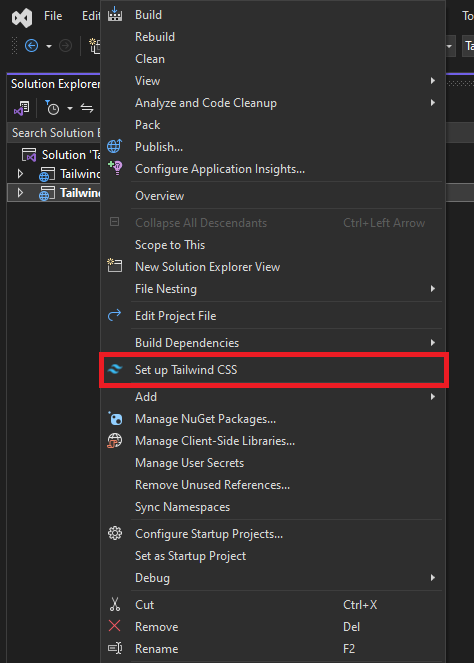 File
Build
Rebuild
Clean
View
Analyze and Code Cleanup
Pack
Publish...
Configure Application Insights...
Overview
Collapse All Descendants Ctrl+Left Arrow
Scope to This
New Solution Explorer View
File Nesting
Edit Project File
Build Dependencies
Set up Tailwind CSS
Add
Manage NuGet Packages...
Manage Client-Side Libraries...
Manage User Secrets
Remove Unused References...
Sync Namespaces
Configure Startup Projects...
Set as Startup Project
Debug
Cut Ctrl+X
Remove Del
Rename F2
Solution Explorer
Search Solution
Solution
Tailwind
Tailwind